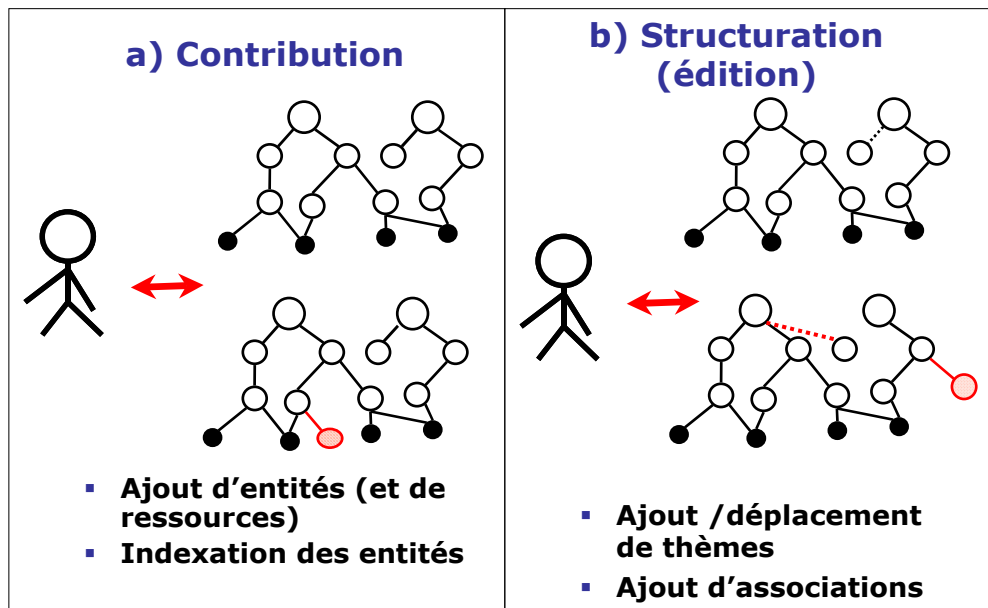 a) Contribution
▪ Ajout d'entités (et de
ressources)
▪ Indexation des entités
b) Structuration
(édition)
▪ Ajout /déplacement
de thèmes
▪ Ajout d'associations